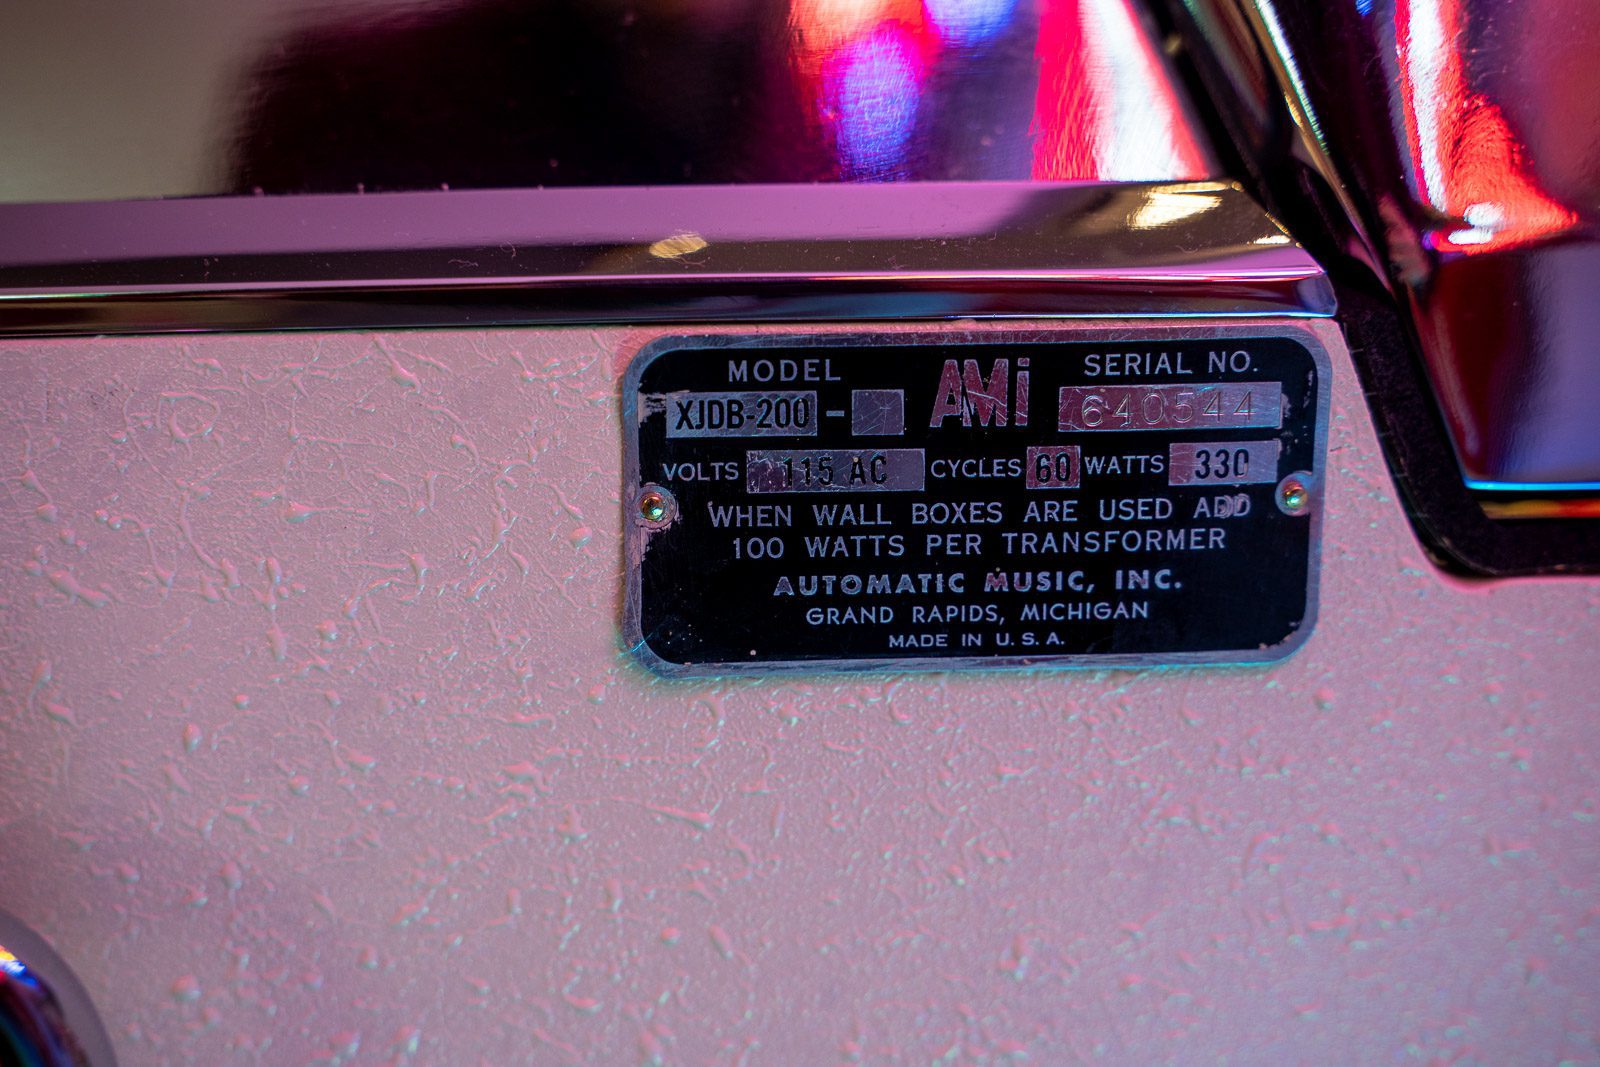 MODEL AMi SERIAL NO.
XJDB-200 - 640544
VOLTS 115 AC CYCLES 60 WATTS 330
WHEN WALL BOXES ARE USED ADD
100 WATTS PER TRANSFORMER
AUTOMATIC MUSIC, INC.
GRAND RAPIDS, MICHIGAN
MADE IN U. S. A.